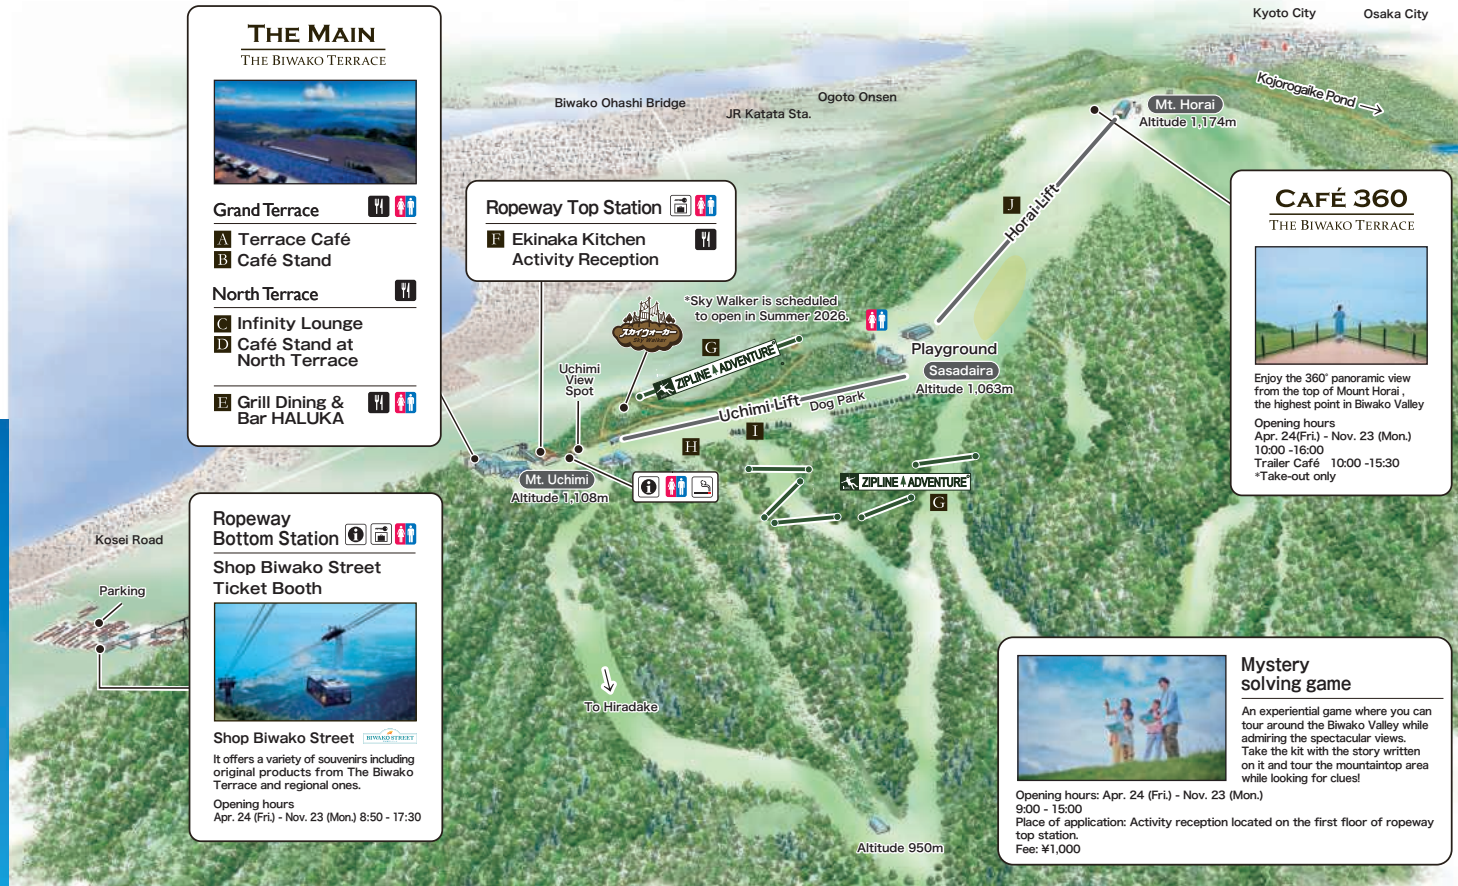 THE MAIN
THE BIWAKO TERRACE
Grand Terrace
A Terrace Café
B Café Stand
North Terrace
C Infinity Lounge
D Café Stand at
North Terrace
E Grill Dining &
Bar HALUKA
Ropeway Top Station
F Ekinaka Kitchen
Activity Reception
Biwako Ohashi Bridge
JR Katata Sta.
Ogoto Onsen
Kyoto City
Osaka City
Kojorogaike Pond
Mt. Horai
Altitude 1,174m
J
Horai Lift
CAFÉ 360
THE BIWAKO TERRACE
Enjoy the 360° panoramic view
from the top of Mount Horai ,
the highest point in Biwako Valley
Opening hours
Apr. 24(Fri.) - Nov. 23 (Mon.)
10:00 -16:00
Trailer Café 10:00 -15:30
*Take-out only
*Sky Walker is scheduled
to open in Summer 2026.
スカイウォーカー
Sky Walker
G
ZIPLINE ADVENTURE
Uchimi
View
Spot
Playground
Sasadaira
Altitude 1,063m
Uchimi Lift
Dog Park
H
I
Mt. Uchimi
Altitude 1,108m
ZIPLINE ADVENTURE
G
Kosei Road
Parking
Ropeway
Bottom Station
Shop Biwako Street
Ticket Booth
Shop Biwako Street
BIWAKO STREET
It offers a variety of souvenirs including
original products from The Biwako
Terrace and regional ones.
Opening hours
Apr. 24 (Fri.) - Nov. 23 (Mon.) 8:50 - 17:30
To Hiradake
Altitude 950m
Mystery
solving game
An experiential game where you can
tour around the Biwako Valley while
admiring the spectacular views.
Take the kit with the story written
on it and tour the mountaintop area
while looking for clues!
Opening hours: Apr. 24 (Fri.) - Nov. 23 (Mon.)
9:00 - 15:00
Place of application: Activity reception located on the first floor of ropeway
top station.
Fee: ¥1,000